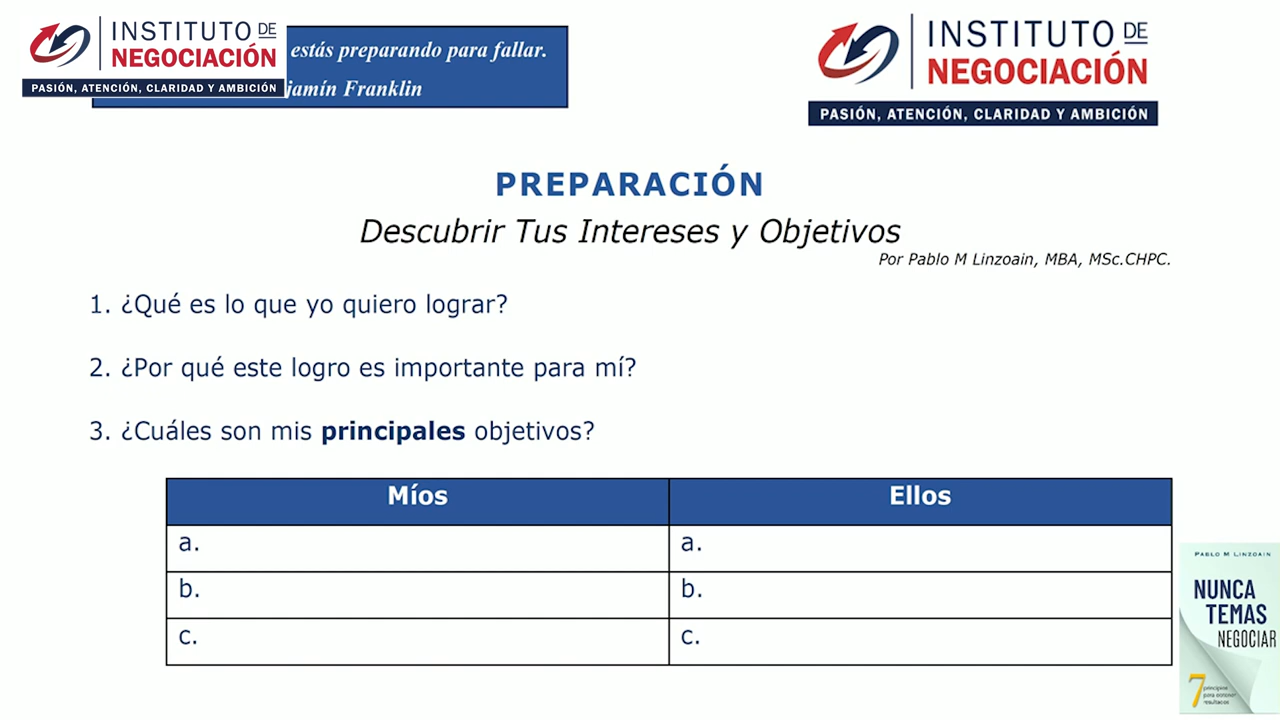 INSTITUTO DE
NEGOCIACIÓN
PASIÓN, ATENCIÓN, CLARIDAD Y AMBICIÓN
estás preparando para fallar.
Franklin
INSTITUTO DE
NEGOCIACIÓN
PASIÓN, ATENCIÓN, CLARIDAD Y AMBICIÓN
PREPARACIÓN
Descubrir Tus Intereses y Objetivos
Por Pablo M Linzoain, MBA, MSc.CHPC.
1. ¿Qué es lo que yo quiero lograr?
2. ¿Por qué este logro es importante para mí?
3. ¿Cuáles son mis principales objetivos?
Míos Ellos
a. a.
b. b.
c. c.
PABLO M LINZOAIN
NUNCA
TEMAS
NEGOCIAR
7
principios
para
resultados